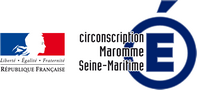 Liberté • Égalité • Fraternité
RÉPUBLIQUE FRANÇAISE
circonscription
Maromme
Seine-Maritime
É